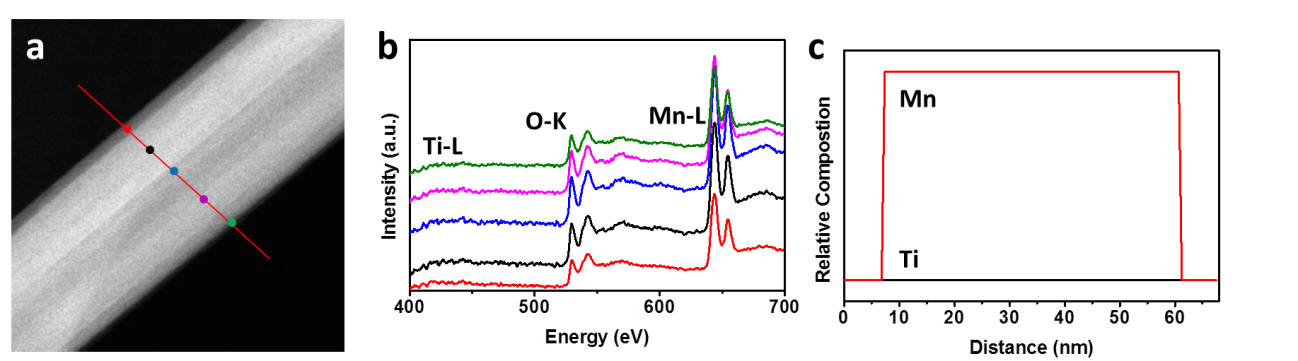 a
b
Ti-L
O-K
Mn-L
Intensity (a.u.)
400
500
600
700
Energy (eV)
c
Mn
Ti
Relative Compostion
0
10
20
30
40
50
60
Distance (nm)